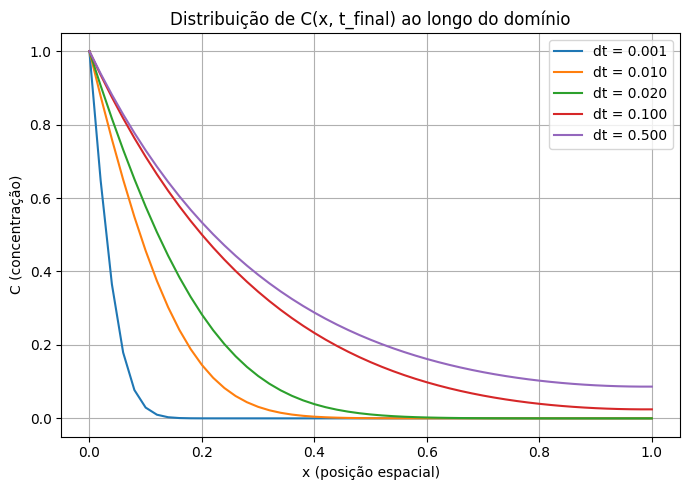 Distribuição de C(x, t_final) ao longo do domínio
C (concentração)
1.0
0.8
0.6
0.4
0.2
0.0
dt = 0.001
dt = 0.010
dt = 0.020
dt = 0.100
dt = 0.500
0.0 0.2 0.4 0.6 0.8 1.0
x (posição espacial)